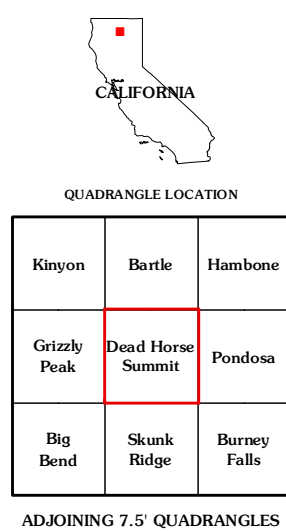 CALIFORNIA
QUADRANGLE LOCATION
Kinyon
Bartle
Hambone
Grizzly
Peak
Dead Horse
Summit
Pondosa
Big
Bend
Skunk
Ridge
Burney
Falls
ADJOINING 7.5' QUADRANGLES